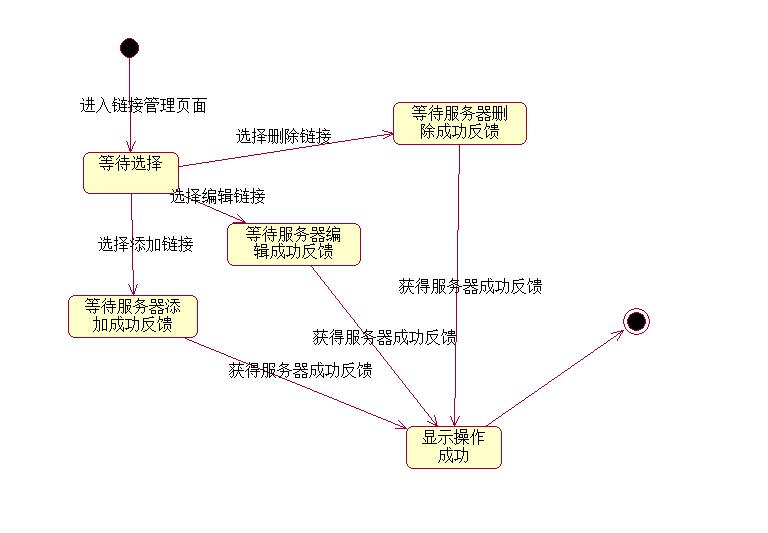 进入链接管理页面
等待服务器删
除成功反馈
选择删除链接
等待选择
选择编辑链接
等待服务器编
辑成功反馈
选择添加链接
获得服务器成功反馈
等待服务器添
加成功反馈
获得服务器成功反馈
获得服务器成功反馈
显示操作
成功